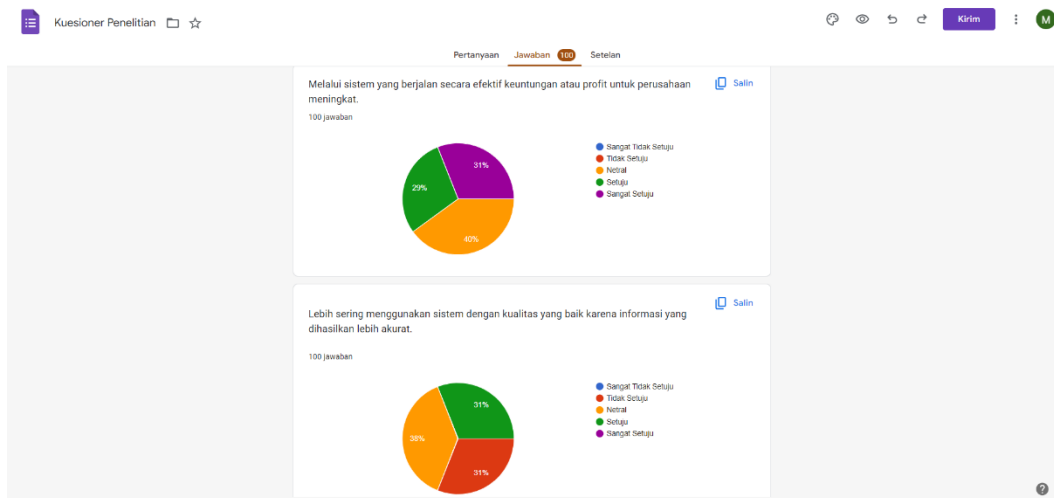 Kuesioner Penelitian
Kirim
M
Pertanyaan Jawaban 100 Setelan
Melalui sistem yang berjalan secara efektif keuntungan atau profit untuk perusahaan
meningkat.
Salin
100 jawaban
31%
29%
40%
Sangat Tidak Setuju
Tidak Setuju
Netral
Setuju
Sangat Setuju
Lebih sering menggunakan sistem dengan kualitas yang baik karena informasi yang
dihasilkan lebih akurat.
Salin
100 jawaban
31%
38%
31%
Sangat Tidak Setuju
Tidak Setuju
Netral
Setuju
Sangat Setuju